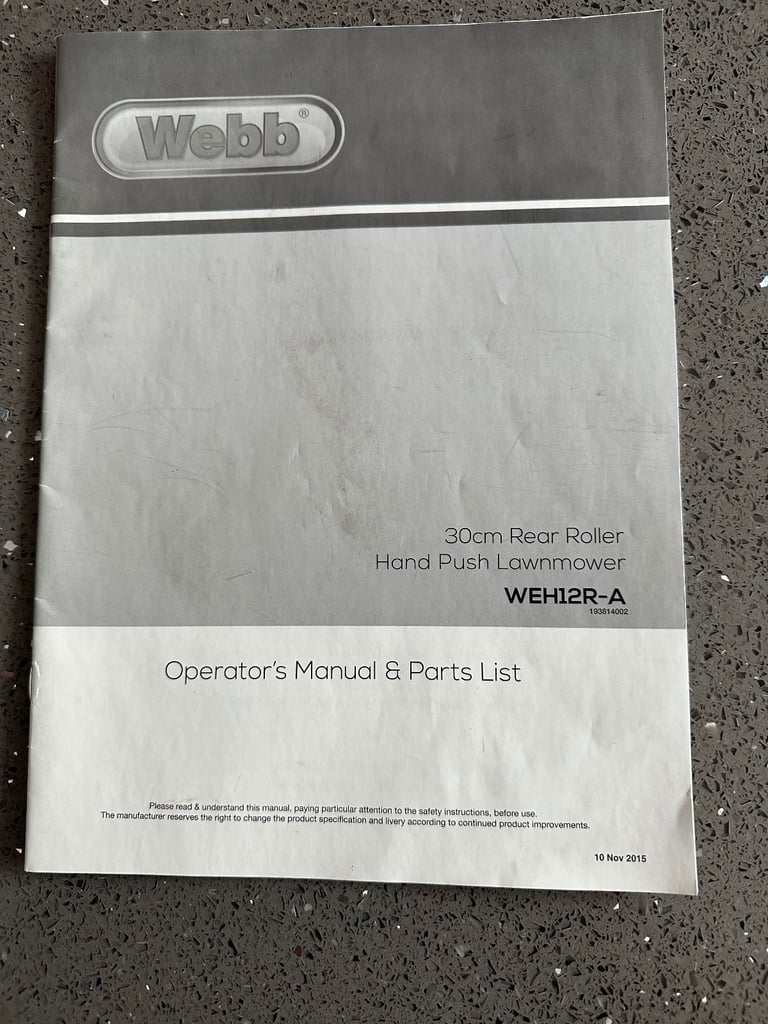 Webb®
30cm Rear Roller
Hand Push Lawnmower
WEH12R-A
193814002
Operator's Manual & Parts List
Please read & understand this manual, paying particular attention to the safety instructions, before use.
The manufacturer reserves the right to change the product specification and livery according to continued product improvements.
10 Nov 2015